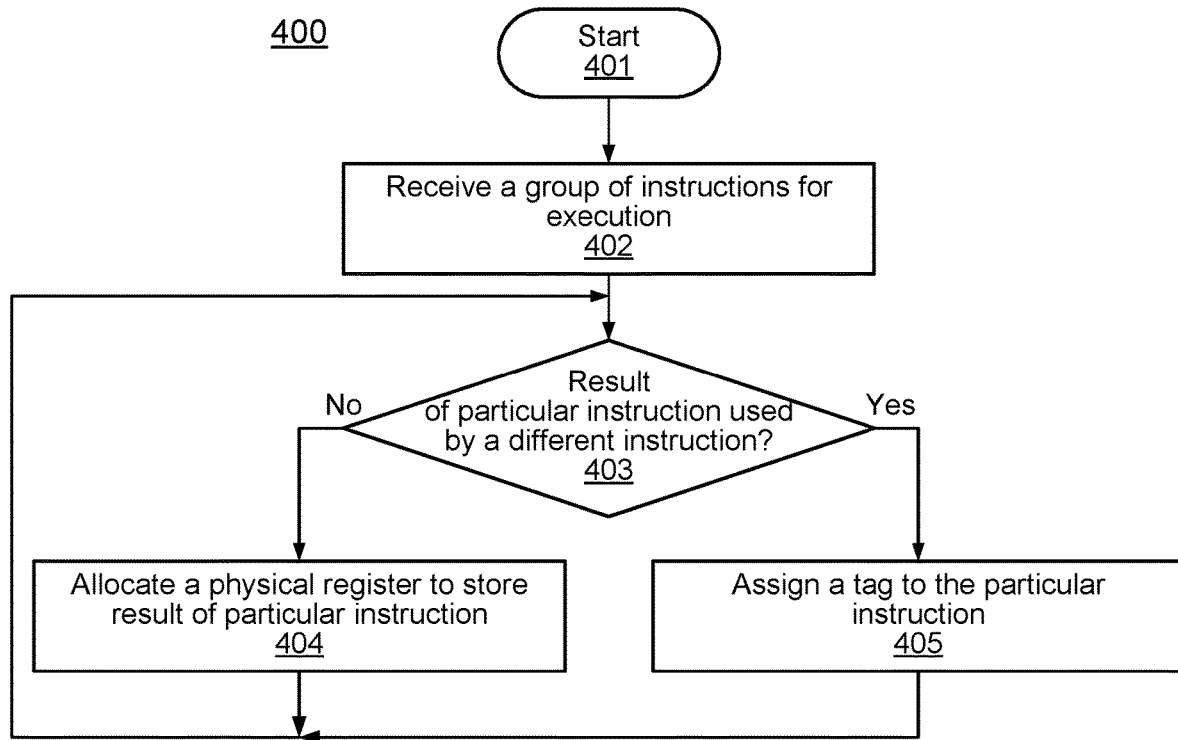 400
Start
401
Receive a group of instructions for
execution
402
Result
of particular instruction used
by a different instruction?
403
No
Yes
Allocate a physical register to store
result of particular instruction
404
Assign a tag to the particular
instruction
405